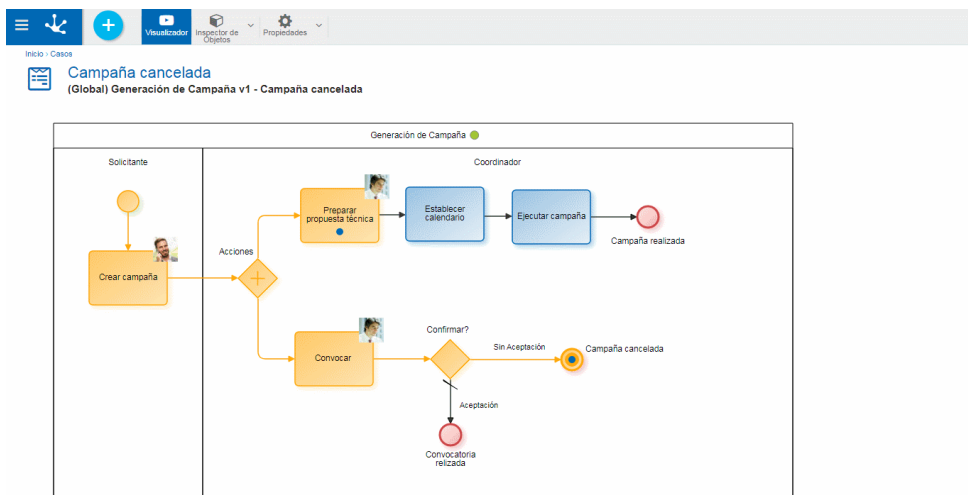 Visualizador
Inspector de
Objetos
Propiedades
Inicio › Casos
Campaña cancelada
(Global) Generación de Campaña v1 - Campaña cancelada
Generación de Campaña
Solicitante
Coordinador
Preparar
propuesta técnica
Establecer
calendario
Ejecutar campaña
Campaña realizada
Acciones
Crear campaña
Confirmar?
Convocar
Sin Aceptación
Campaña cancelada
Aceptación
Convocatoria
relizada